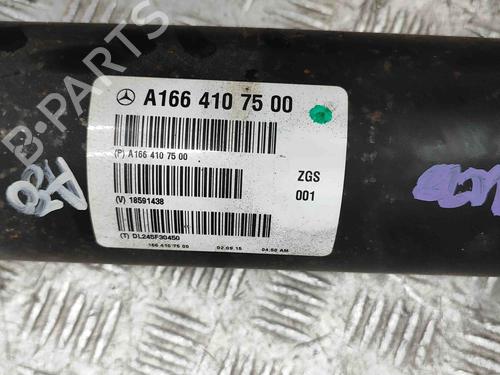 A166 410 75 00
(P) A166 410 75 00
ZGS
001
(V) 18591438
(T) DL245F30450
166 410 75 00 02.09.15 04:50 AM
B-PARTS